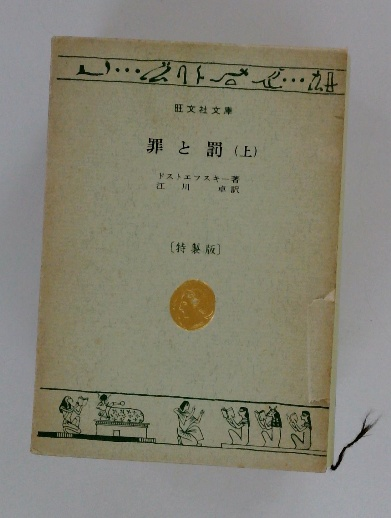 旺文社文庫
罪と罰(上)
ドストエフスキー著
江川 卓訳
[特製版]